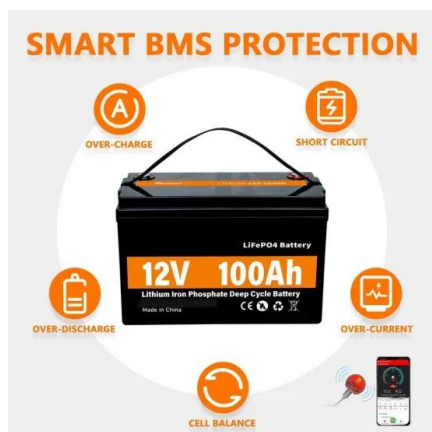 SMART BMS PROTECTION
A
OVER-CHARGE
SHORT CIRCUIT
LiFePO4 Battery
12V 100Ah
Lithium Iron Phosphate Deep Cycle Battery
Made in China
CE
OVER-DISCHARGE
OVER-CURRENT
CELL BALANCE